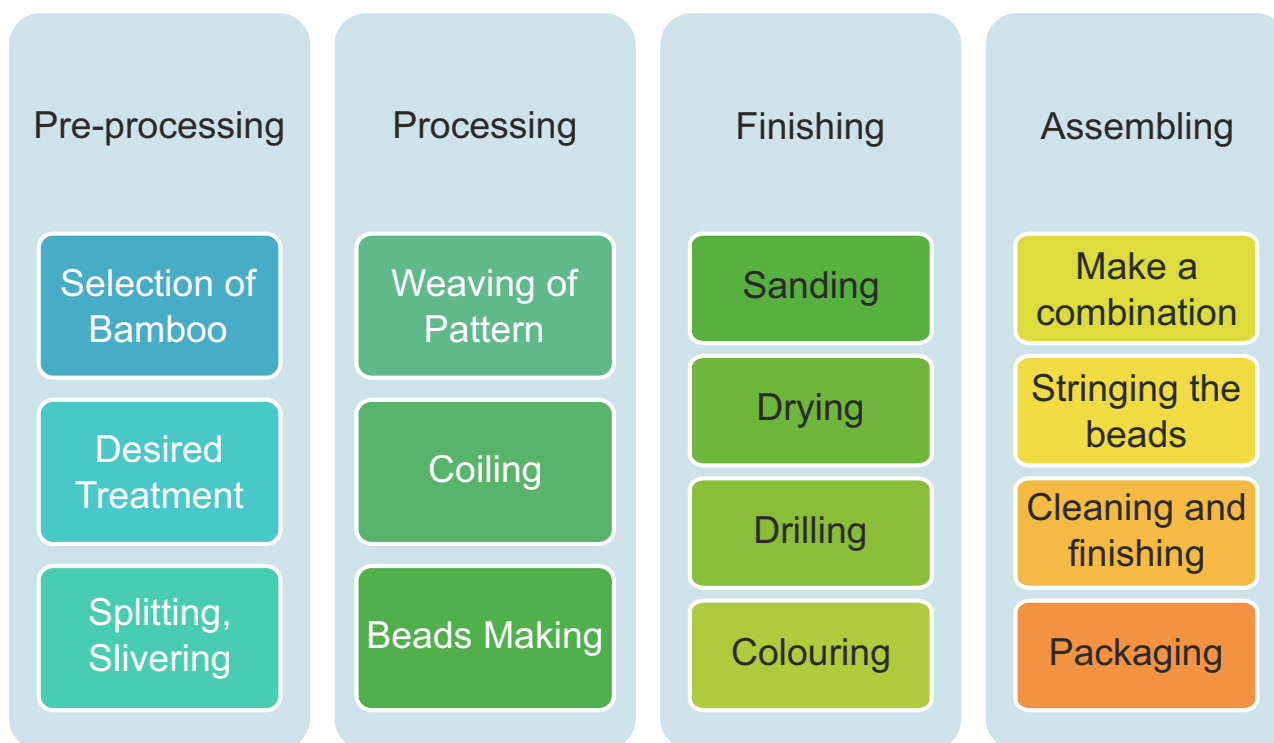 Pre-processing
Selection of
Bamboo
Desired
Treatment
Splitting,
Slivering
Processing
Weaving of
Pattern
Coiling
Beads Making
Finishing
Sanding
Drying
Drilling
Colouring
Assembling
Make a
combination
Stringing the
beads
Cleaning and
finishing
Packaging